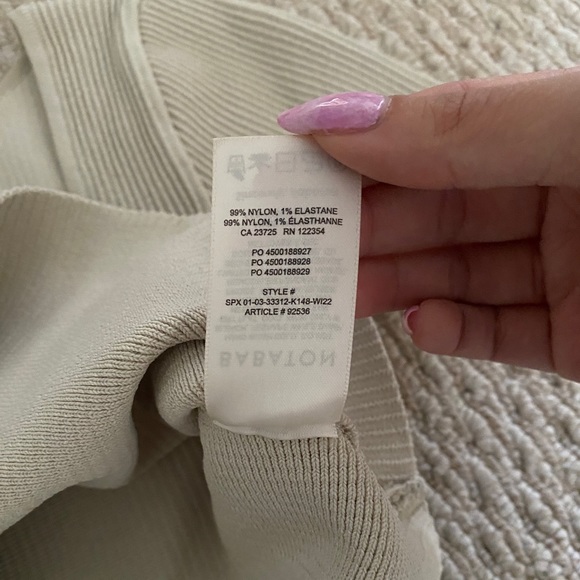 99% NYLON, 1% ELASTANE
99% NYLON, 1% ÉLASTHANNE
CA 23725 RN 122354
PO 4500188927
PO 4500188928
PO 4500188929
STYLE #
SPX 01-03-33312-K148-WI22
ARTICLE # 92536
BABATON